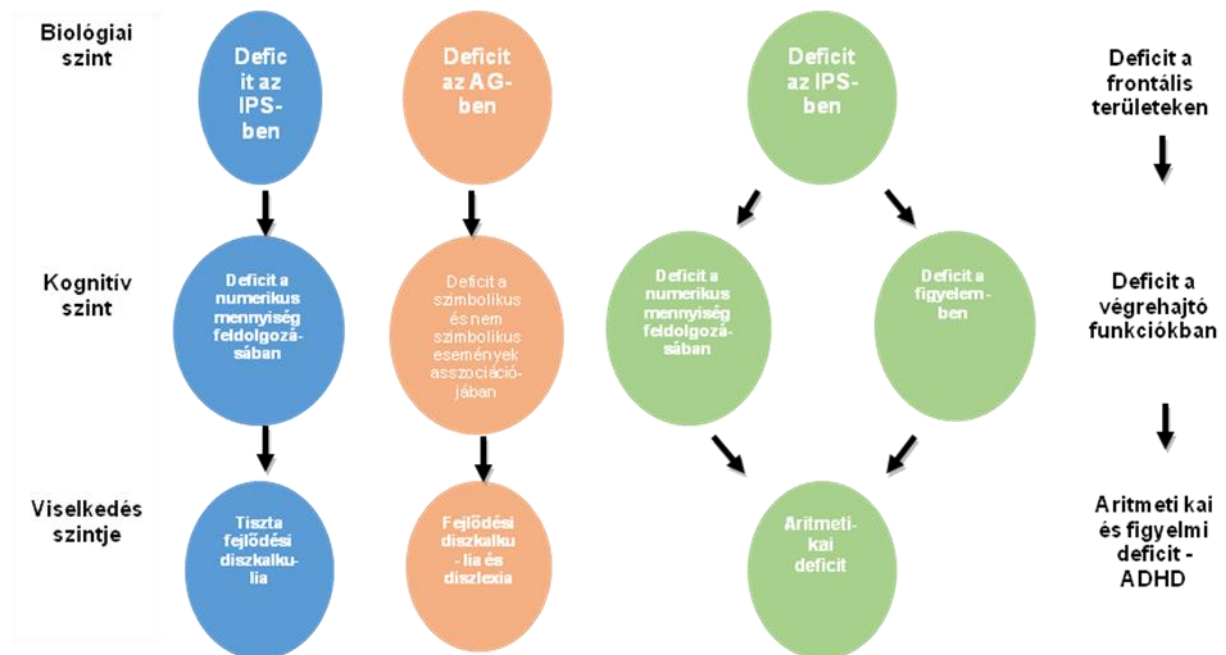 Biológiai
szint
Defic
it az
IPS-
ben
Deficit
az AG-
ben
Deficit
az IPS-
ben
Deficit a
frontális
területeken
Kognitív
szint
Deficit a
numerikus
mennyiség
feldolgozá-
sában
Deficit a
szimbolikus
és nem
szimbolikus
események
asszociáció-
jában
Deficit a
numerikus
mennyiség
feldolgozá-
sában
Deficit a
figyelem-
ben
Deficit a
végrehajtó
funkciókban
Viselkedés
szintje
Tiszta
fejlődési
diszkalku-
lia
Fejlődési
diszkalku
- lia és
diszlexia
Aritmeti-
kai
deficit
Aritmeti kai
és figyelmi
deficit -
ADHD